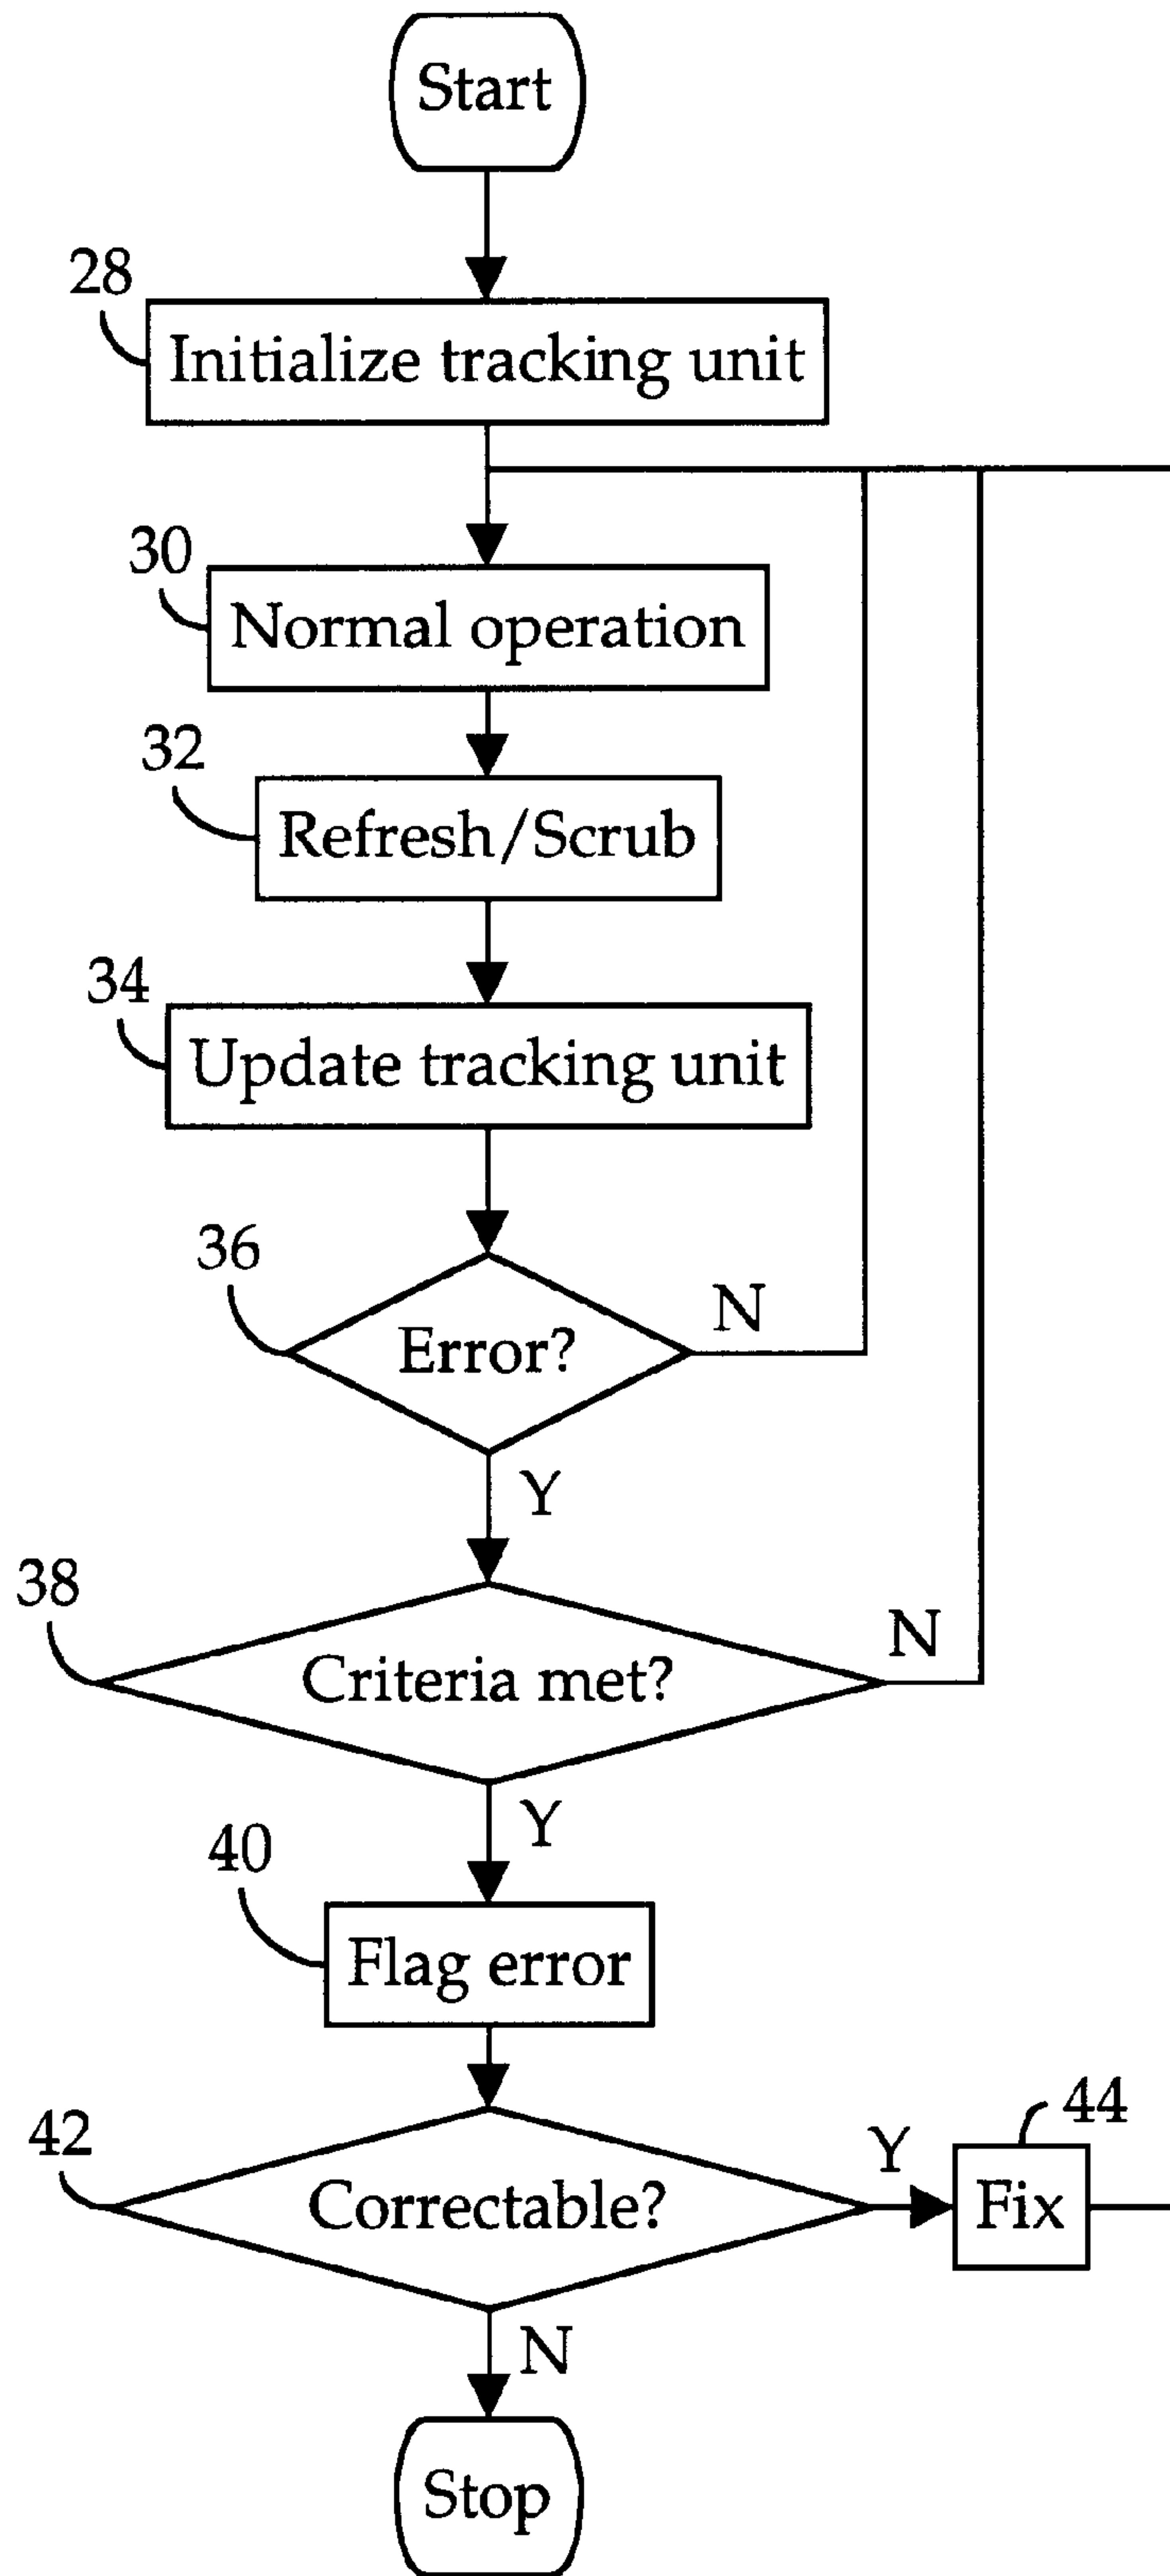 Start
28
Initialize tracking unit
30
Normal operation
32
Refresh/Scrub
34
Update tracking unit
36
Error?
N
Y
38
Criteria met?
N
Y
40
Flag error
42
Correctable?
Y
44
Fix
N
Stop